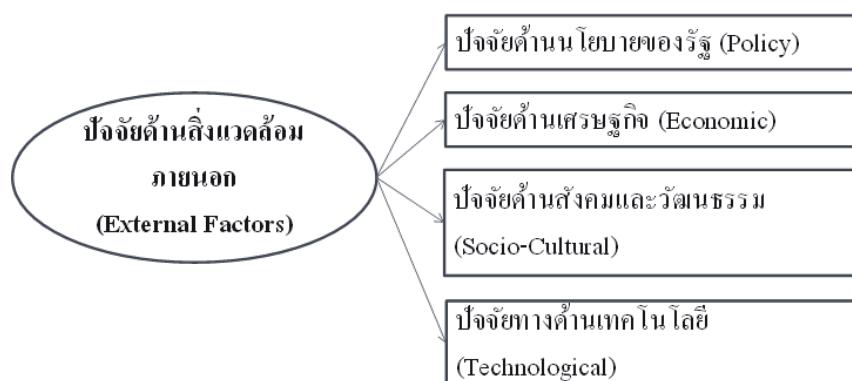 ปัจจัยด้านสิ่งแวดล้อม
ภายนอก
(External Factors)
ปัจจัยด้านนโยบายของรัฐ (Policy)
ปัจจัยด้านเศรษฐกิจ (Economic)
ปัจจัยด้านสังคมและวัฒนธรรม
(Socio-Cultural)
ปัจจัยทางด้านเทคโนโลยี
(Technological)